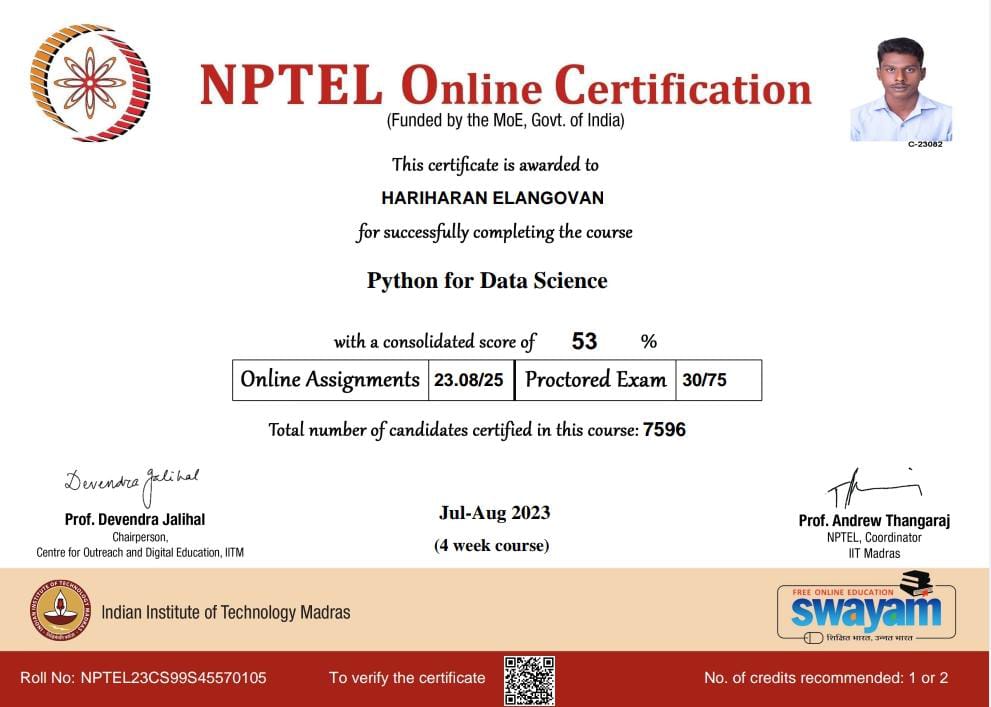 NPTEL Online Certification
(Funded by the MoE, Govt. of India)
C-23082
This certificate is awarded to
HARIHARAN ELANGOVAN
for successfully completing the course
Python for Data Science
with a consolidated score of 53 %
Online Assignments 23.08/25 Proctored Exam 30/75
Total number of candidates certified in this course: 7596
Devendra Jalihal
Prof. Devendra Jalihal
Chairperson,
Centre for Outreach and Digital Education, IITM
Jul-Aug 2023
(4 week course)
Prof. Andrew Thangaraj
NPTEL, Coordinator
IIT Madras
INDIAN INSTITUTE OF TECHNOLOGY MADRAS
Indian Institute of Technology Madras
FREE ONLINE EDUCATION
swayam
शिक्षित भारत, उन्नत भारत
Roll No: NPTEL23CS99S45570105
To verify the certificate
No. of credits recommended: 1 or 2